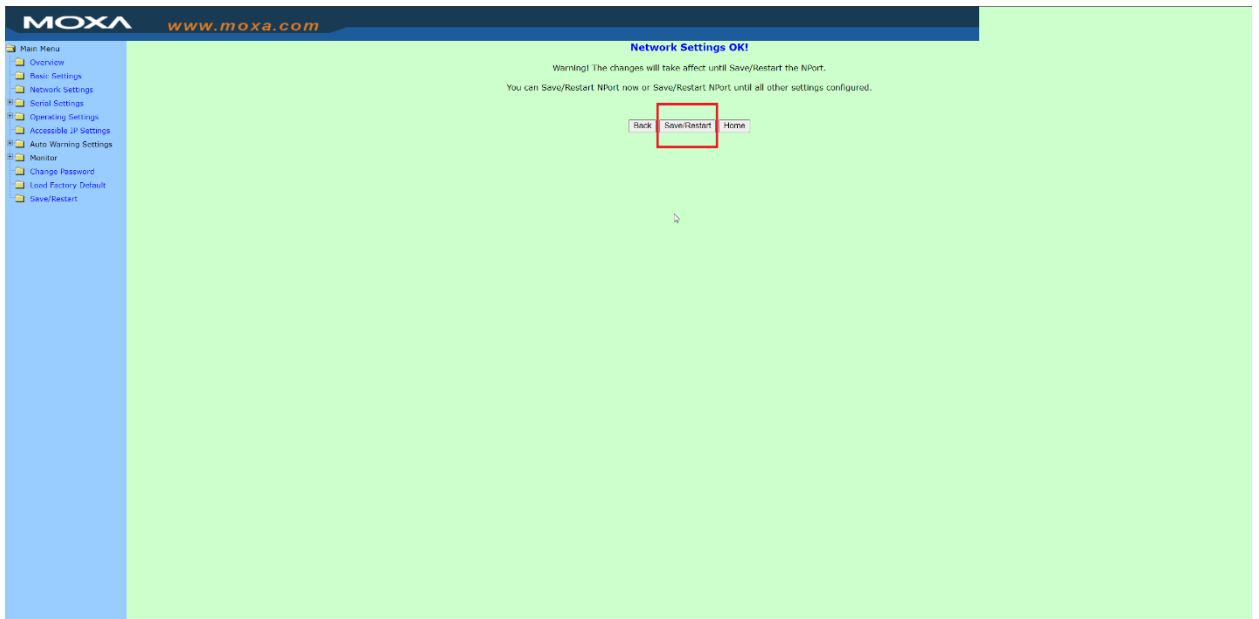 MOXA www.moxa.com
Main Menu
Overview
Basic Settings
Network Settings
Serial Settings
Operating Settings
Accessible IP Settings
Auto Warning Settings
Monitor
Change Password
Load Factory Default
Save/Restart
Network Settings OK!
Warning! The changes will take affect until Save/Restart the NPort.
You can Save/Restart NPort now or Save/Restart NPort until all other settings configured.
Back Save/Restart Home